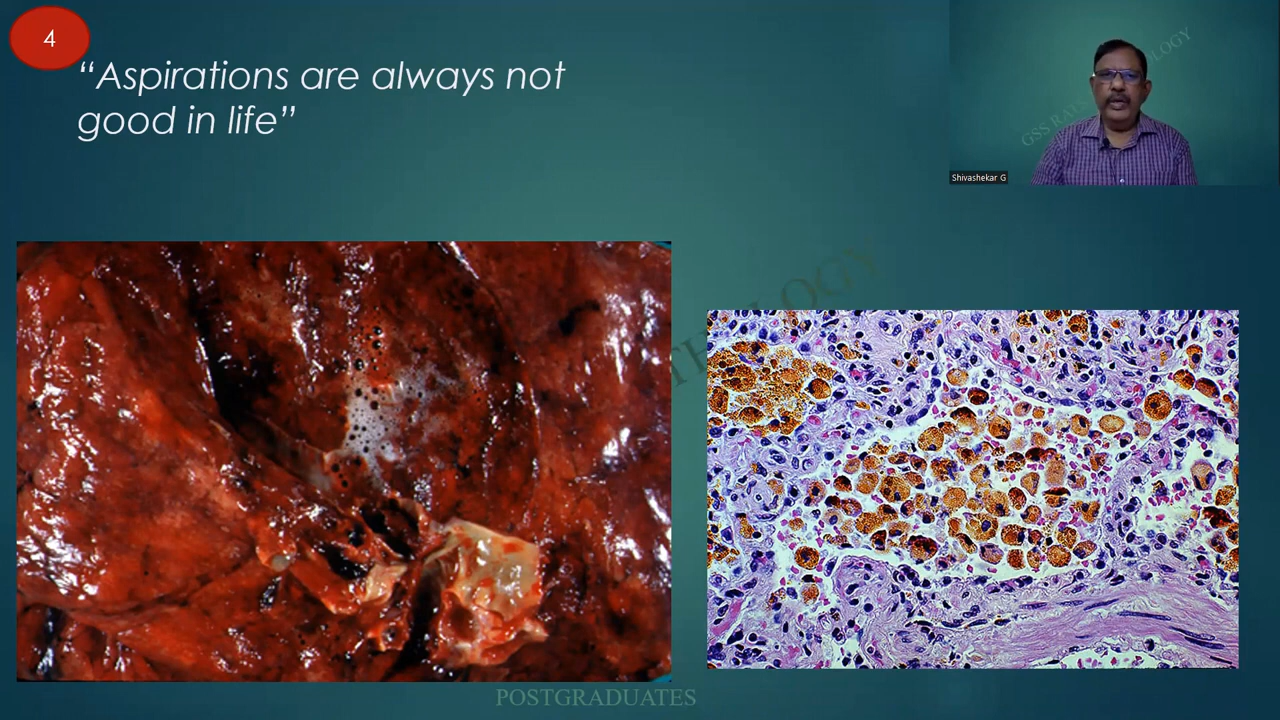 4
“Aspirations are always not
good in life”
Shivashekar G
POSTGRADUATES